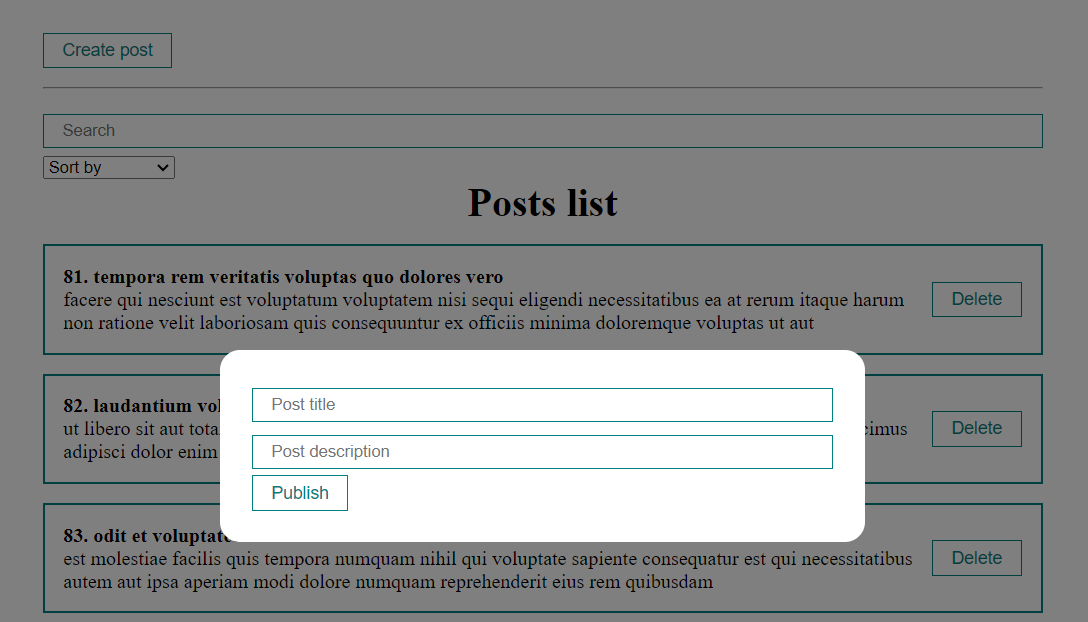 Create post
Search
Sort by
Posts list
81. tempora rem veritatis voluptas quo dolores vero
facere qui nesciunt est voluptatum voluptatem nisi sequi eligendi necessitatibus ea at rerum itaque harum
non ratione velit laboriosam quis consequuntur ex officiis minima doloremque voluptas ut aut
Delete
82. laudantium
ut libero sit aut
adipisci dolor enim
Delete
Post title
Post description
Publish
83. odit et
est molestiae facilis quis tempora numquam nihil qui voluptate sapiente consequatur est qui necessitatibus
autem aut ipsa aperiam modi dolore numquam reprehenderit eius rem quibusdam
Delete